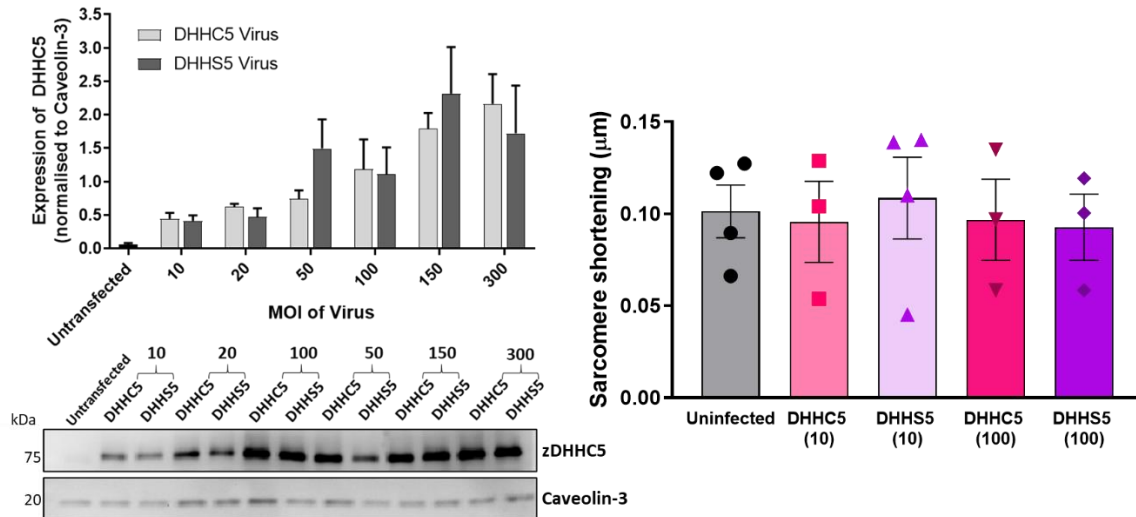 Expression of DHHC5
(normalised to Caveolin-3)
3.5
3.0
2.5
2.0
1.5
1.0
0.5
0.0
DHHC5 Virus
DHHS5 Virus
Untransfected
10
20
50
100
150
300
MOI of Virus
10
20
100
50
150
300
Untransfected
DHHC5
DHHS5
DHHC5
DHHS5
DHHC5
DHHS5
DHHC5
DHHS5
DHHC5
DHHS5
DHHC5
DHHS5
kDa
75
zDHHC5
20
Caveolin-3
Sarcomere shortening (μm)
0.15
0.10
0.05
0.00
Uninfected
DHHC5
(10)
DHHS5
(10)
DHHC5
(100)
DHHS5
(100)